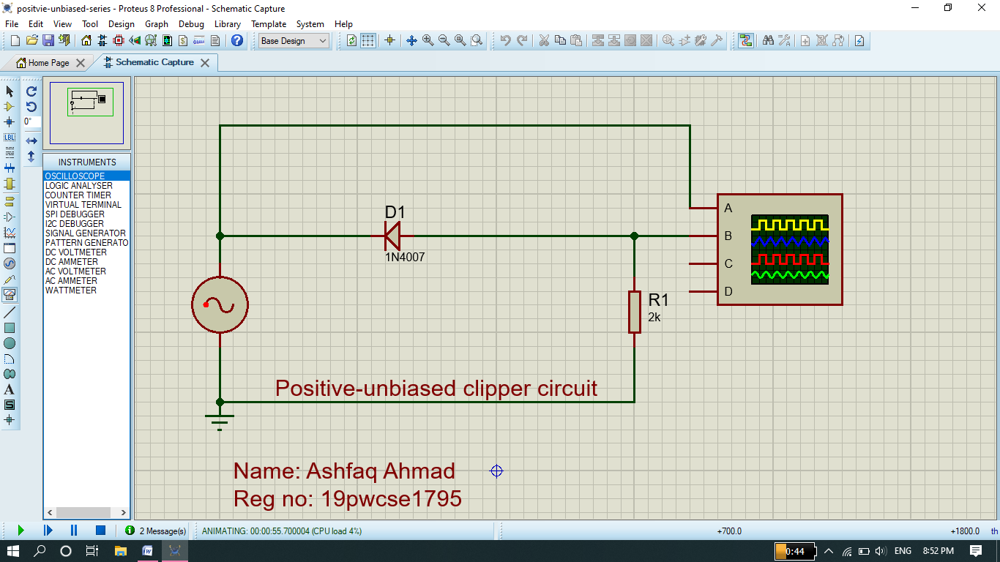 positvie-unbiased-series - Proteus 8 Professional - Schematic Capture
File Edit View Tool Design Graph Debug Library Template System Help
Base Design
Home Page
Schematic Capture
LBL
0°
INSTRUMENTS
OSCILLOSCOPE
LOGIC ANALYSER
COUNTER TIMER
VIRTUAL TERMINAL
SPI DEBUGGER
I2C DEBUGGER
SIGNAL GENERATOR
PATTERN GENERATO
DC VOLTMETER
DC AMMETER
AC VOLTMETER
AC AMMETER
WATTMETER
A
S
D1
1N4007
A
B
C
D
R1
2k
Positive-unbiased clipper circuit
Name: Ashfaq Ahmad
Reg no: 19pwcse1795
2 Message(s)
ANIMATING: 00:00:55.700004 (CPU load 4%)
+700.0
+1800.0
th
0:44
ENG
8:52 PM